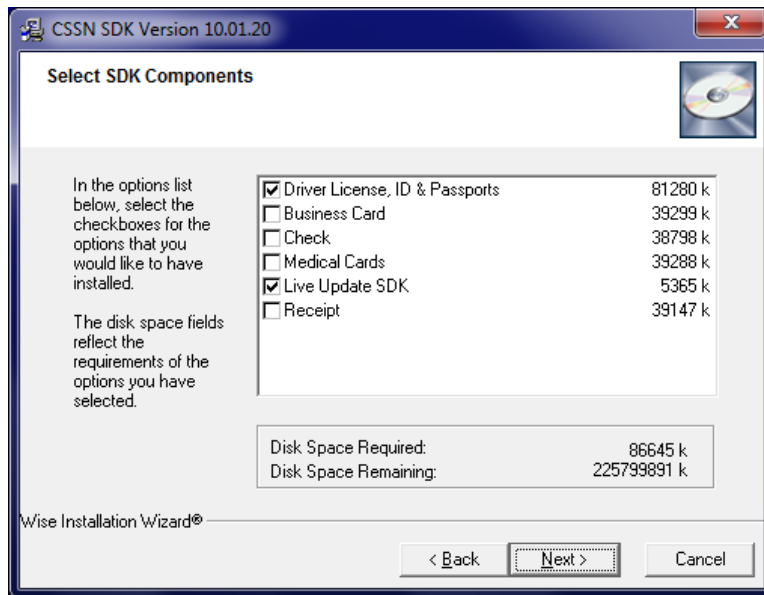 CSSN SDK Version 10.01.20
X
Select SDK Components
In the options list
below, select the
checkboxes for the
options that you
would like to have
installed.
The disk space fields
reflect the
requirements of the
options you have
selected.
Driver License, ID & Passports 81280 k
Business Card 39299 k
Check 38798 k
Medical Cards 39288 k
Live Update SDK 5365 k
Receipt 39147 k
Disk Space Required: 86645 k
Disk Space Remaining: 225799891 k
Wise Installation Wizard®
< Back Next > Cancel